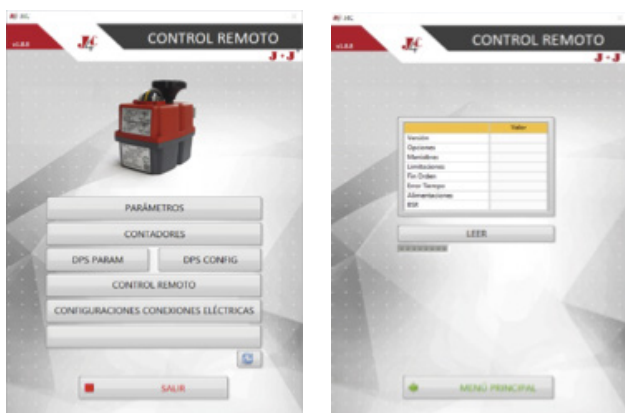 CONTROL REMOTO
J+J
PARÁMETROS
CONTADORES
DPS PARAM
DPS CONFIG
CONTROL REMOTO
CONFIGURACIONES CONEXIONES ELÉCTRICAS
SALIR
CONTROL REMOTO
J+J
Valor
Versión
Opciones
Maniobras
Limitaciones
Fin Orden
Error Tiempo
Alimentaciones
BSR
LEER
MENÚ PRINCIPAL